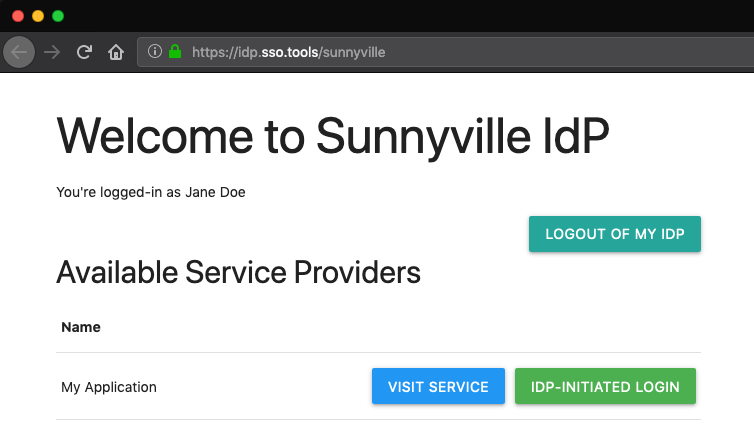 https://idp.sso.tools/sunnyville
Welcome to Sunnyville IdP
You're logged-in as Jane Doe
LOGOUT OF MY IDP
Available Service Providers
Name
My Application VISIT SERVICE IDP-INITIATED LOGIN